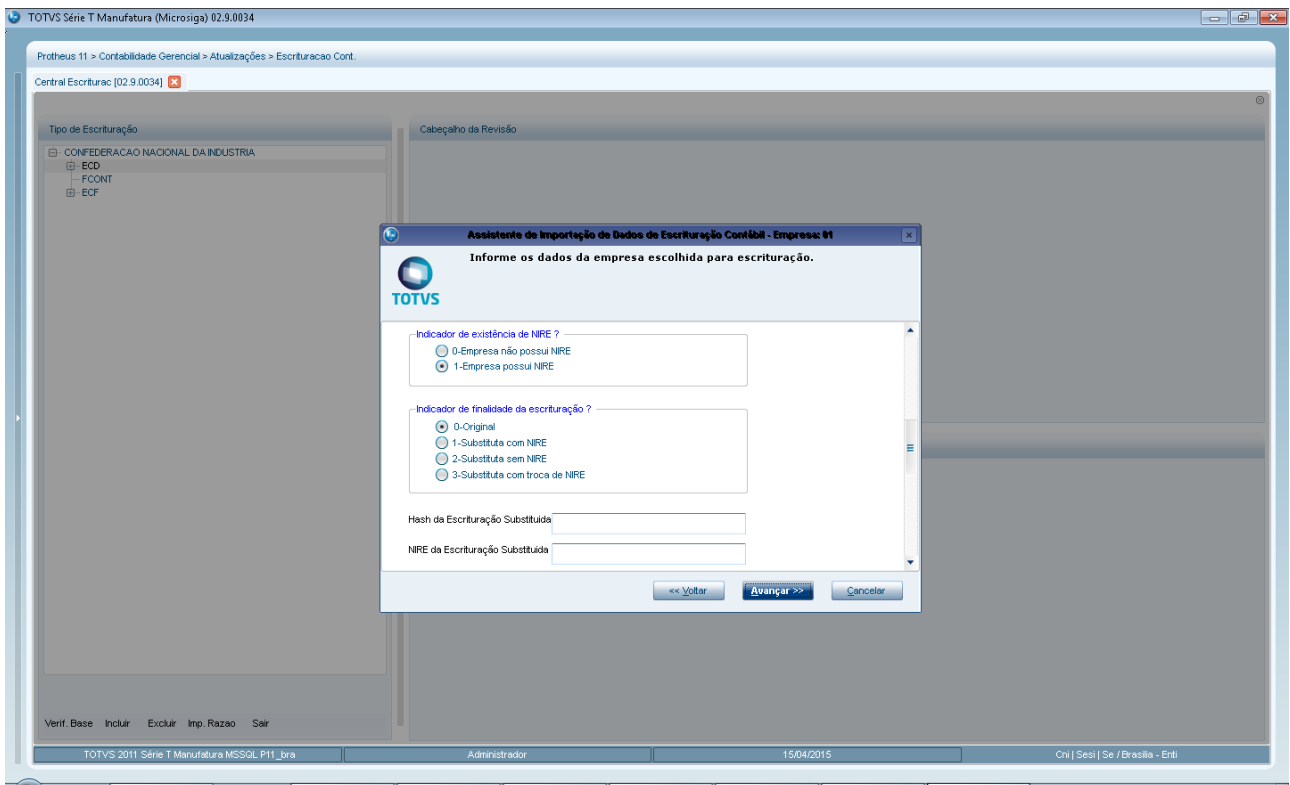 TOTVS Série T Manufatura (Microsiga) 02.9.0034
Protheus 11 > Contabilidade Gerencial > Atualizações > Escrituracao Cont.
Central Escriturac [02.9.0034]
Tipo de Escrituração
Cabeçalho da Revisão
CONFEDERACAO NACIONAL DA INDUSTRIA
ECD
FCONT
ECF
Assistente de Importação de Dados de Escrituração Contábil - Empresa: 01
Informe os dados da empresa escolhida para escrituração.
TOTVS
Indicador de existência de NIRE ?
0-Empresa não possui NIRE
1-Empresa possui NIRE
Indicador de finalidade da escrituração ?
0-Original
1-Substituta com NIRE
2-Substituta sem NIRE
3-Substituta com troca de NIRE
Hash da Escrituração Substituida
NIRE da Escrituração Substituida
<< Voltar Avançar >> Cancelar
Verif. Base Incluir Excluir Imp. Razao Sair
TOTVS 2011 Série T Manufatura MSSQL P11_bra Administrador 15/04/2015 Cni | Sesi | Se / Brasilia - Enti